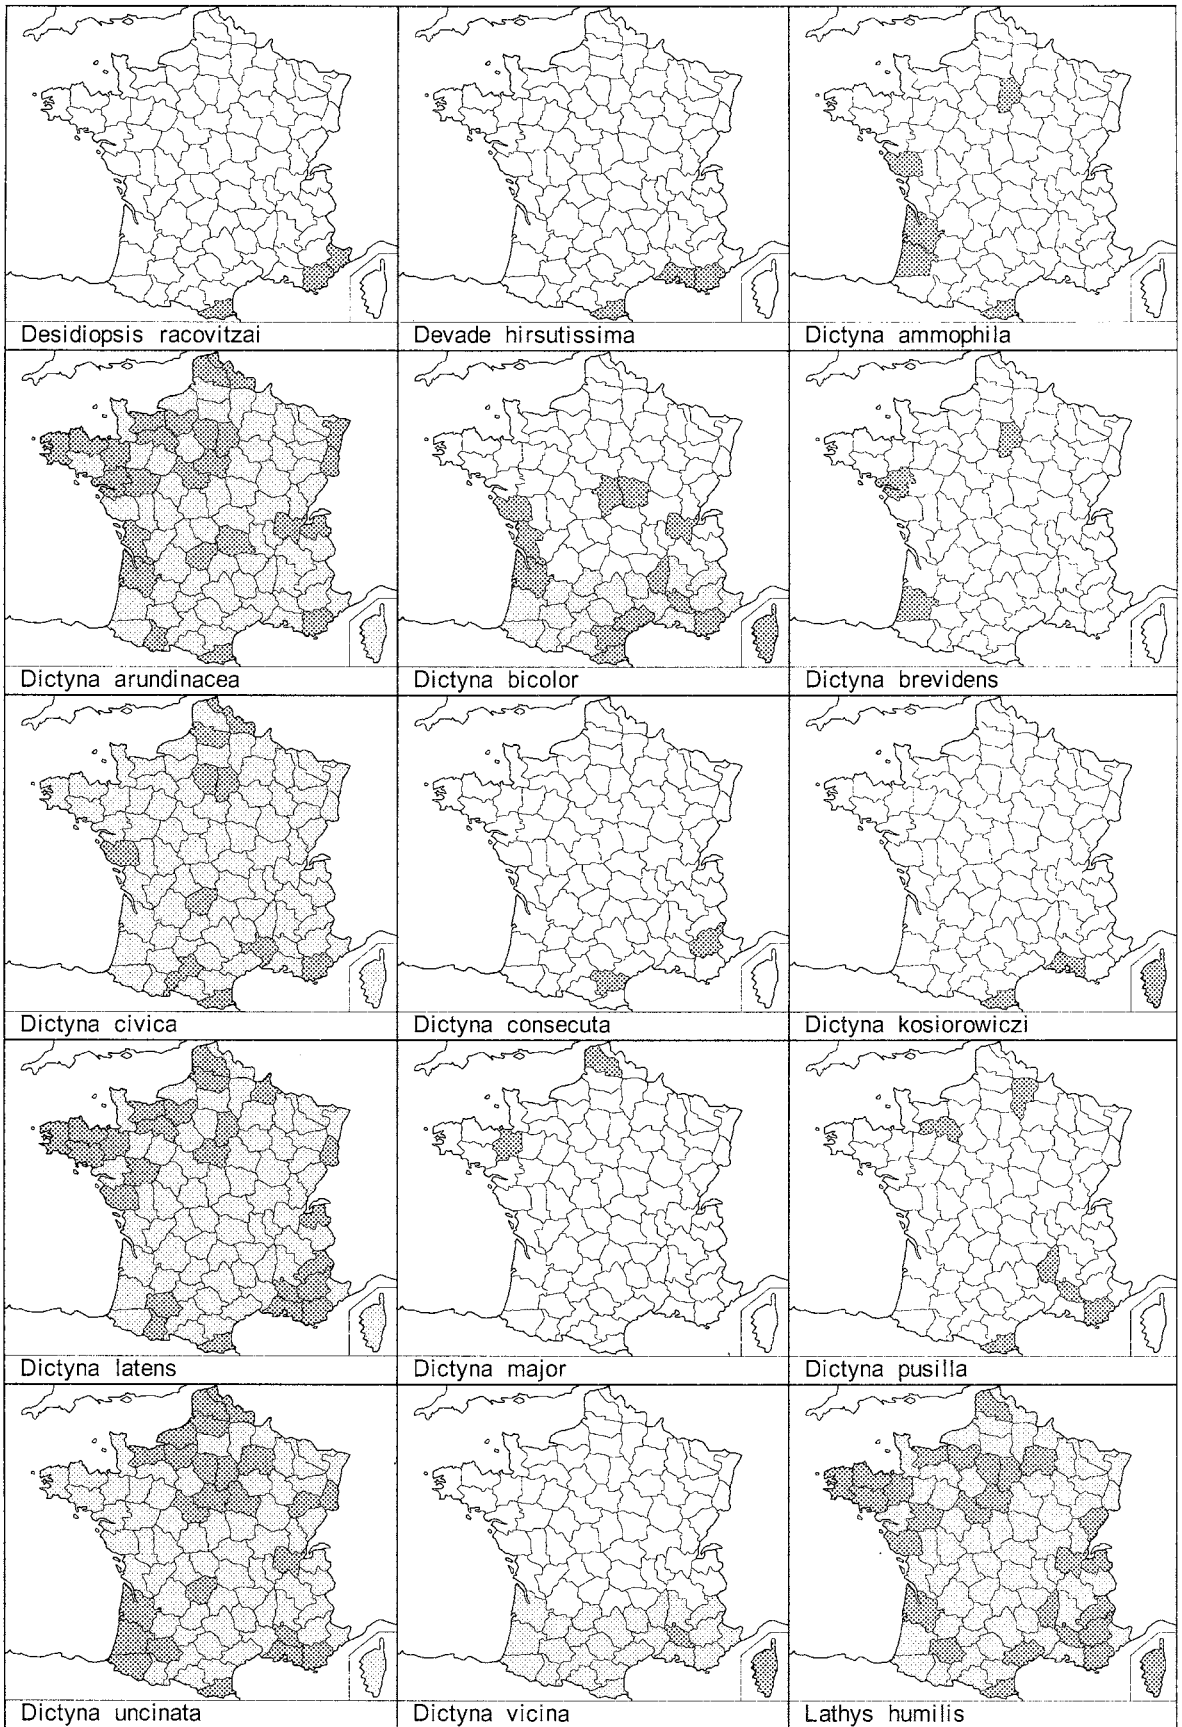 Desidiopsis racovitzai
Devade hirsutissima
Dictyna ammophila
Dictyna arundinacea
Dictyna bicolor
Dictyna brevidens
Dictyna civica
Dictyna consecuta
Dictyna kosiorowiczi
Dictyna latens
Dictyna major
Dictyna pusilla
Dictyna uncinata
Dictyna vicina
Lathys humilis